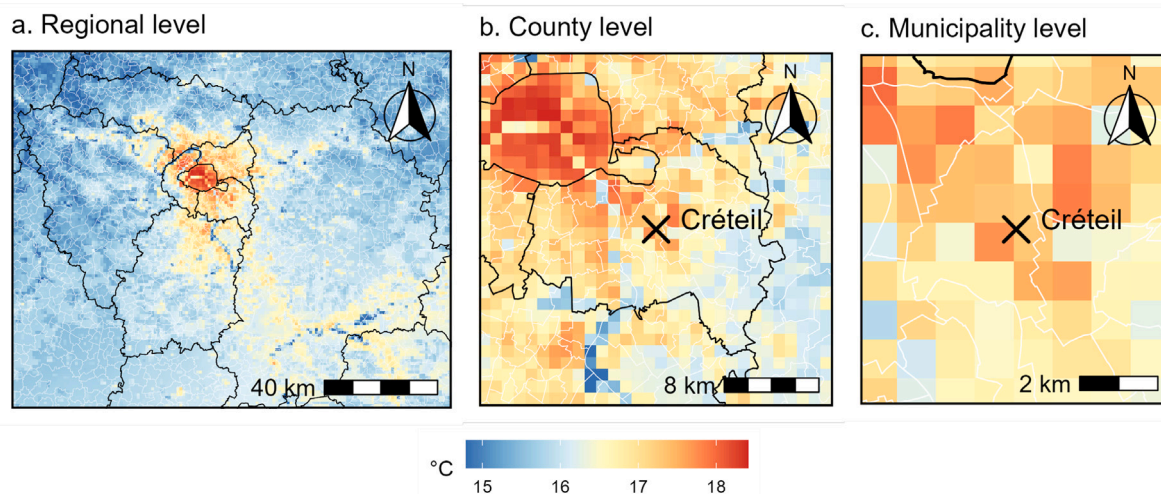 a. Regional level
N
40 km
b. County level
N
Créteil
8 km
c. Municipality level
N
Créteil
2 km
°C
15 16 17 18